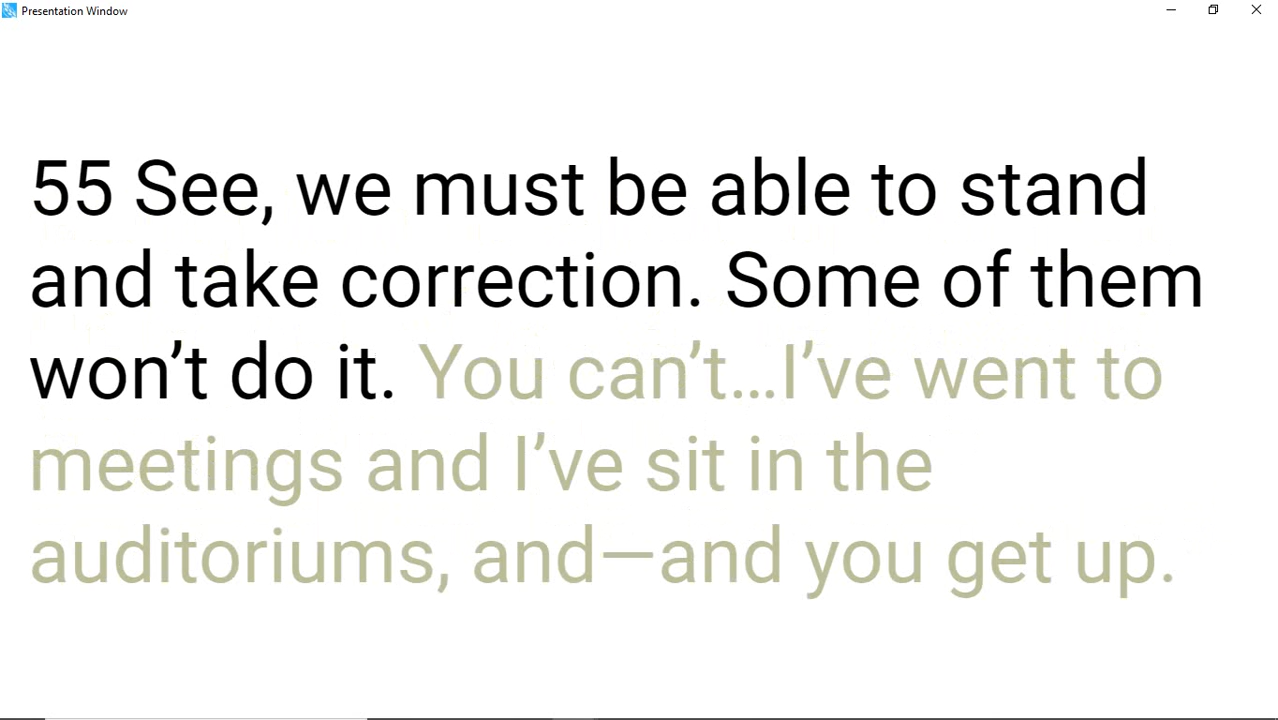 Presentation Window
55 See, we must be able to stand
and take correction. Some of them
won’t do it. You can’t…I’ve went to
meetings and I’ve sit in the
auditoriums, and—and you get up.